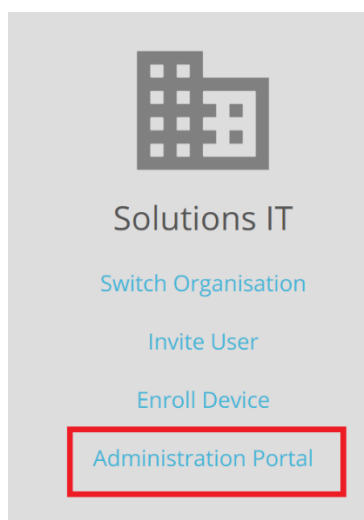 Solutions IT
Switch Organisation
Invite User
Enroll Device
Administration Portal